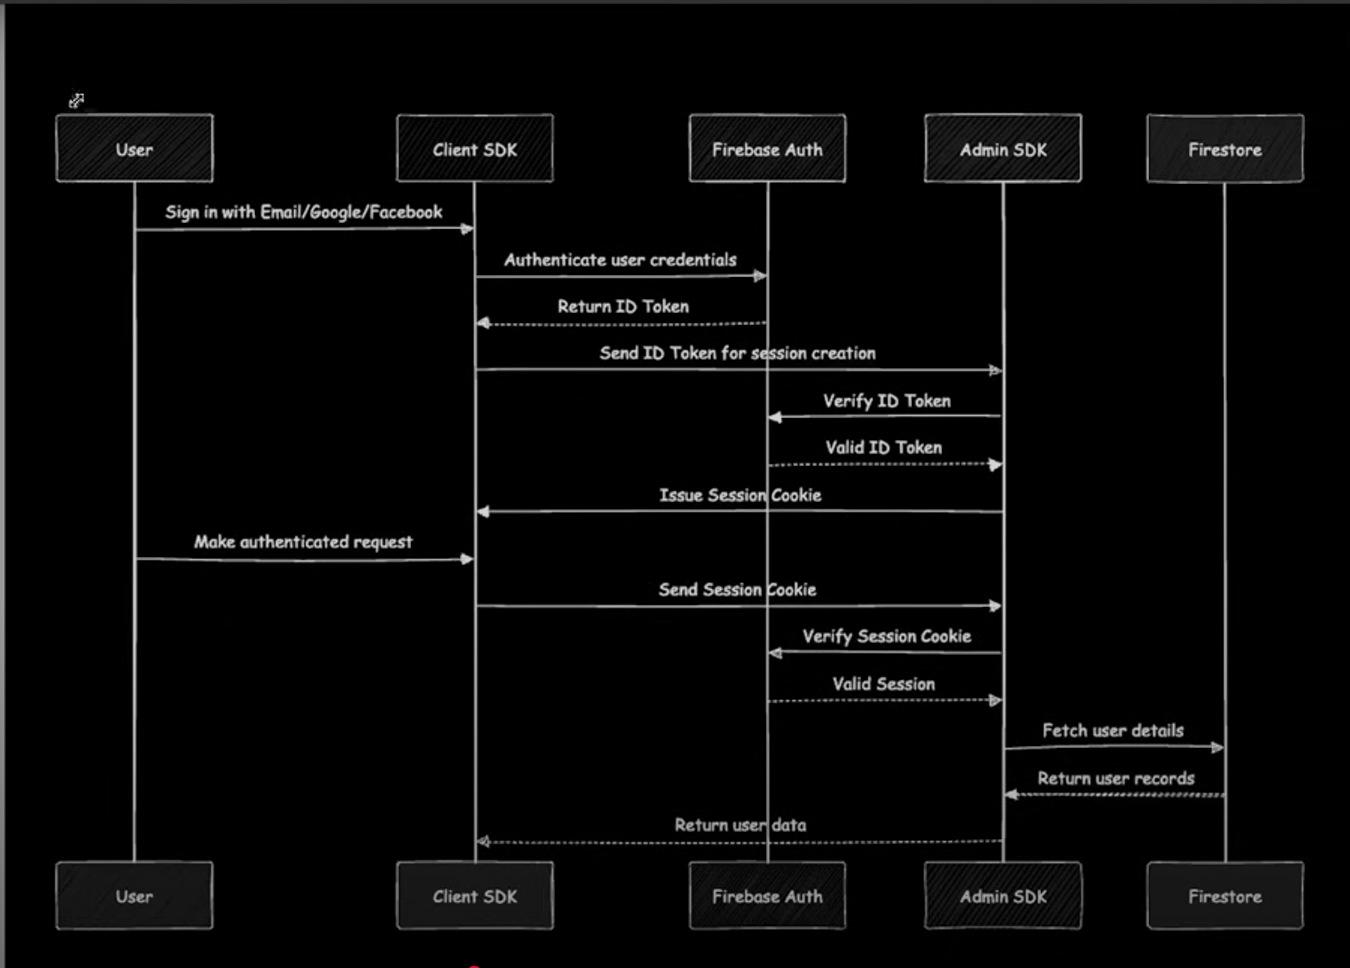 User
Client SDK
Firebase Auth
Admin SDK
Firestore
Sign in with Email/Google/Facebook
Authenticate user credentials
Return ID Token
Send ID Token for session creation
Verify ID Token
Valid ID Token
Issue Session Cookie
Make authenticated request
Send Session Cookie
Verify Session Cookie
Valid Session
Fetch user details
Return user records
Return user data
User
Client SDK
Firebase Auth
Admin SDK
Firestore